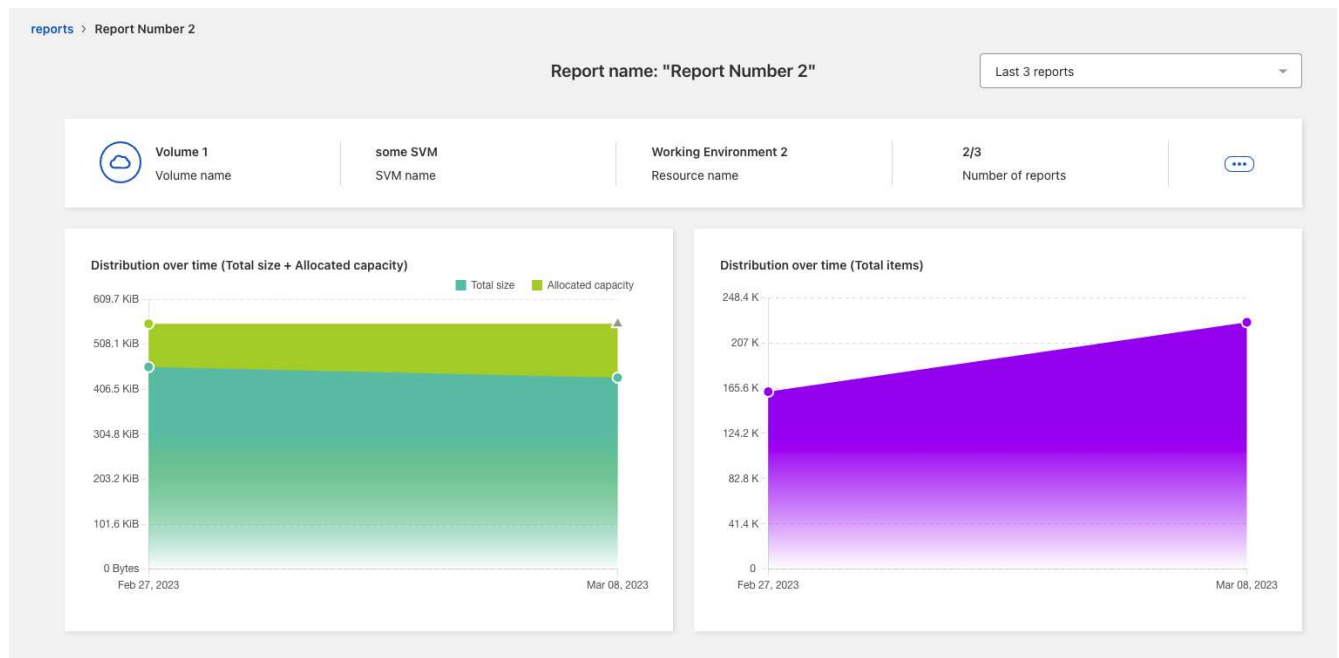 reports > Report Number 2
Report name: "Report Number 2"
Last 3 reports
Volume 1
Volume name
some SVM
SVM name
Working Environment 2
Resource name
2/3
Number of reports
Distribution over time (Total size + Allocated capacity)
Total size
Allocated capacity
609.7 KiB
508.1 KiB
406.5 KiB
304.8 KiB
203.2 KiB
101.6 KiB
0 Bytes
Feb 27, 2023
Mar 08, 2023
Distribution over time (Total items)
248.4 K
207 K
165.6 K
124.2 K
82.8 K
41.4 K
0
Feb 27, 2023
Mar 08, 2023